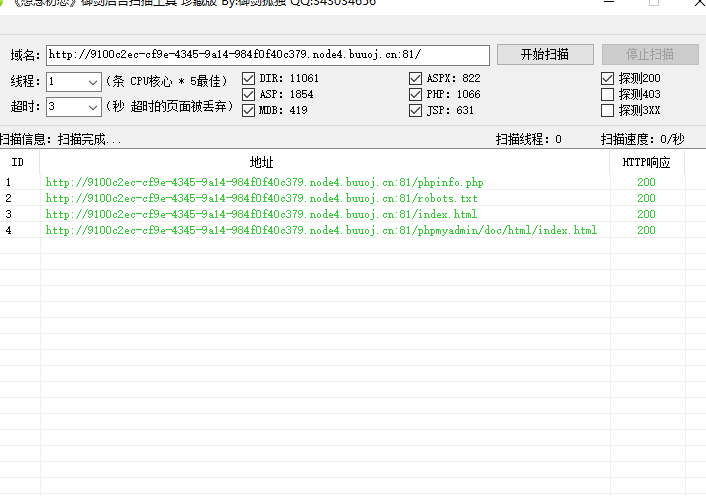 《想念初恋》御剑后台扫描工具 珍藏版 By:御剑孤独 QQ:343034656
域名: http://9100c2ec-cf9e-4345-9a14-984f0f40c379.node4.buuoj.cn:81/ 开始扫描 停止扫描
线程: 1 (条 CPU核心 * 5最佳) DIR: 11061 ASPX: 822 探测200
超时: 3 (秒 超时的页面被丢弃) ASP: 1854 PHP: 1066 探测403
MDB: 419 JSP: 631 探测3XX
扫描信息: 扫描完成... 扫描线程: 0 扫描速度: 0/秒
ID 地址 HTTP响应
1 http://9100c2ec-cf9e-4345-9a14-984f0f40c379.node4.buuoj.cn:81/phpinfo.php 200
2 http://9100c2ec-cf9e-4345-9a14-984f0f40c379.node4.buuoj.cn:81/robots.txt 200
3 http://9100c2ec-cf9e-4345-9a14-984f0f40c379.node4.buuoj.cn:81/index.html 200
4 http://9100c2ec-cf9e-4345-9a14-984f0f40c379.node4.buuoj.cn:81/phpmyadmin/doc/html/index.html 200